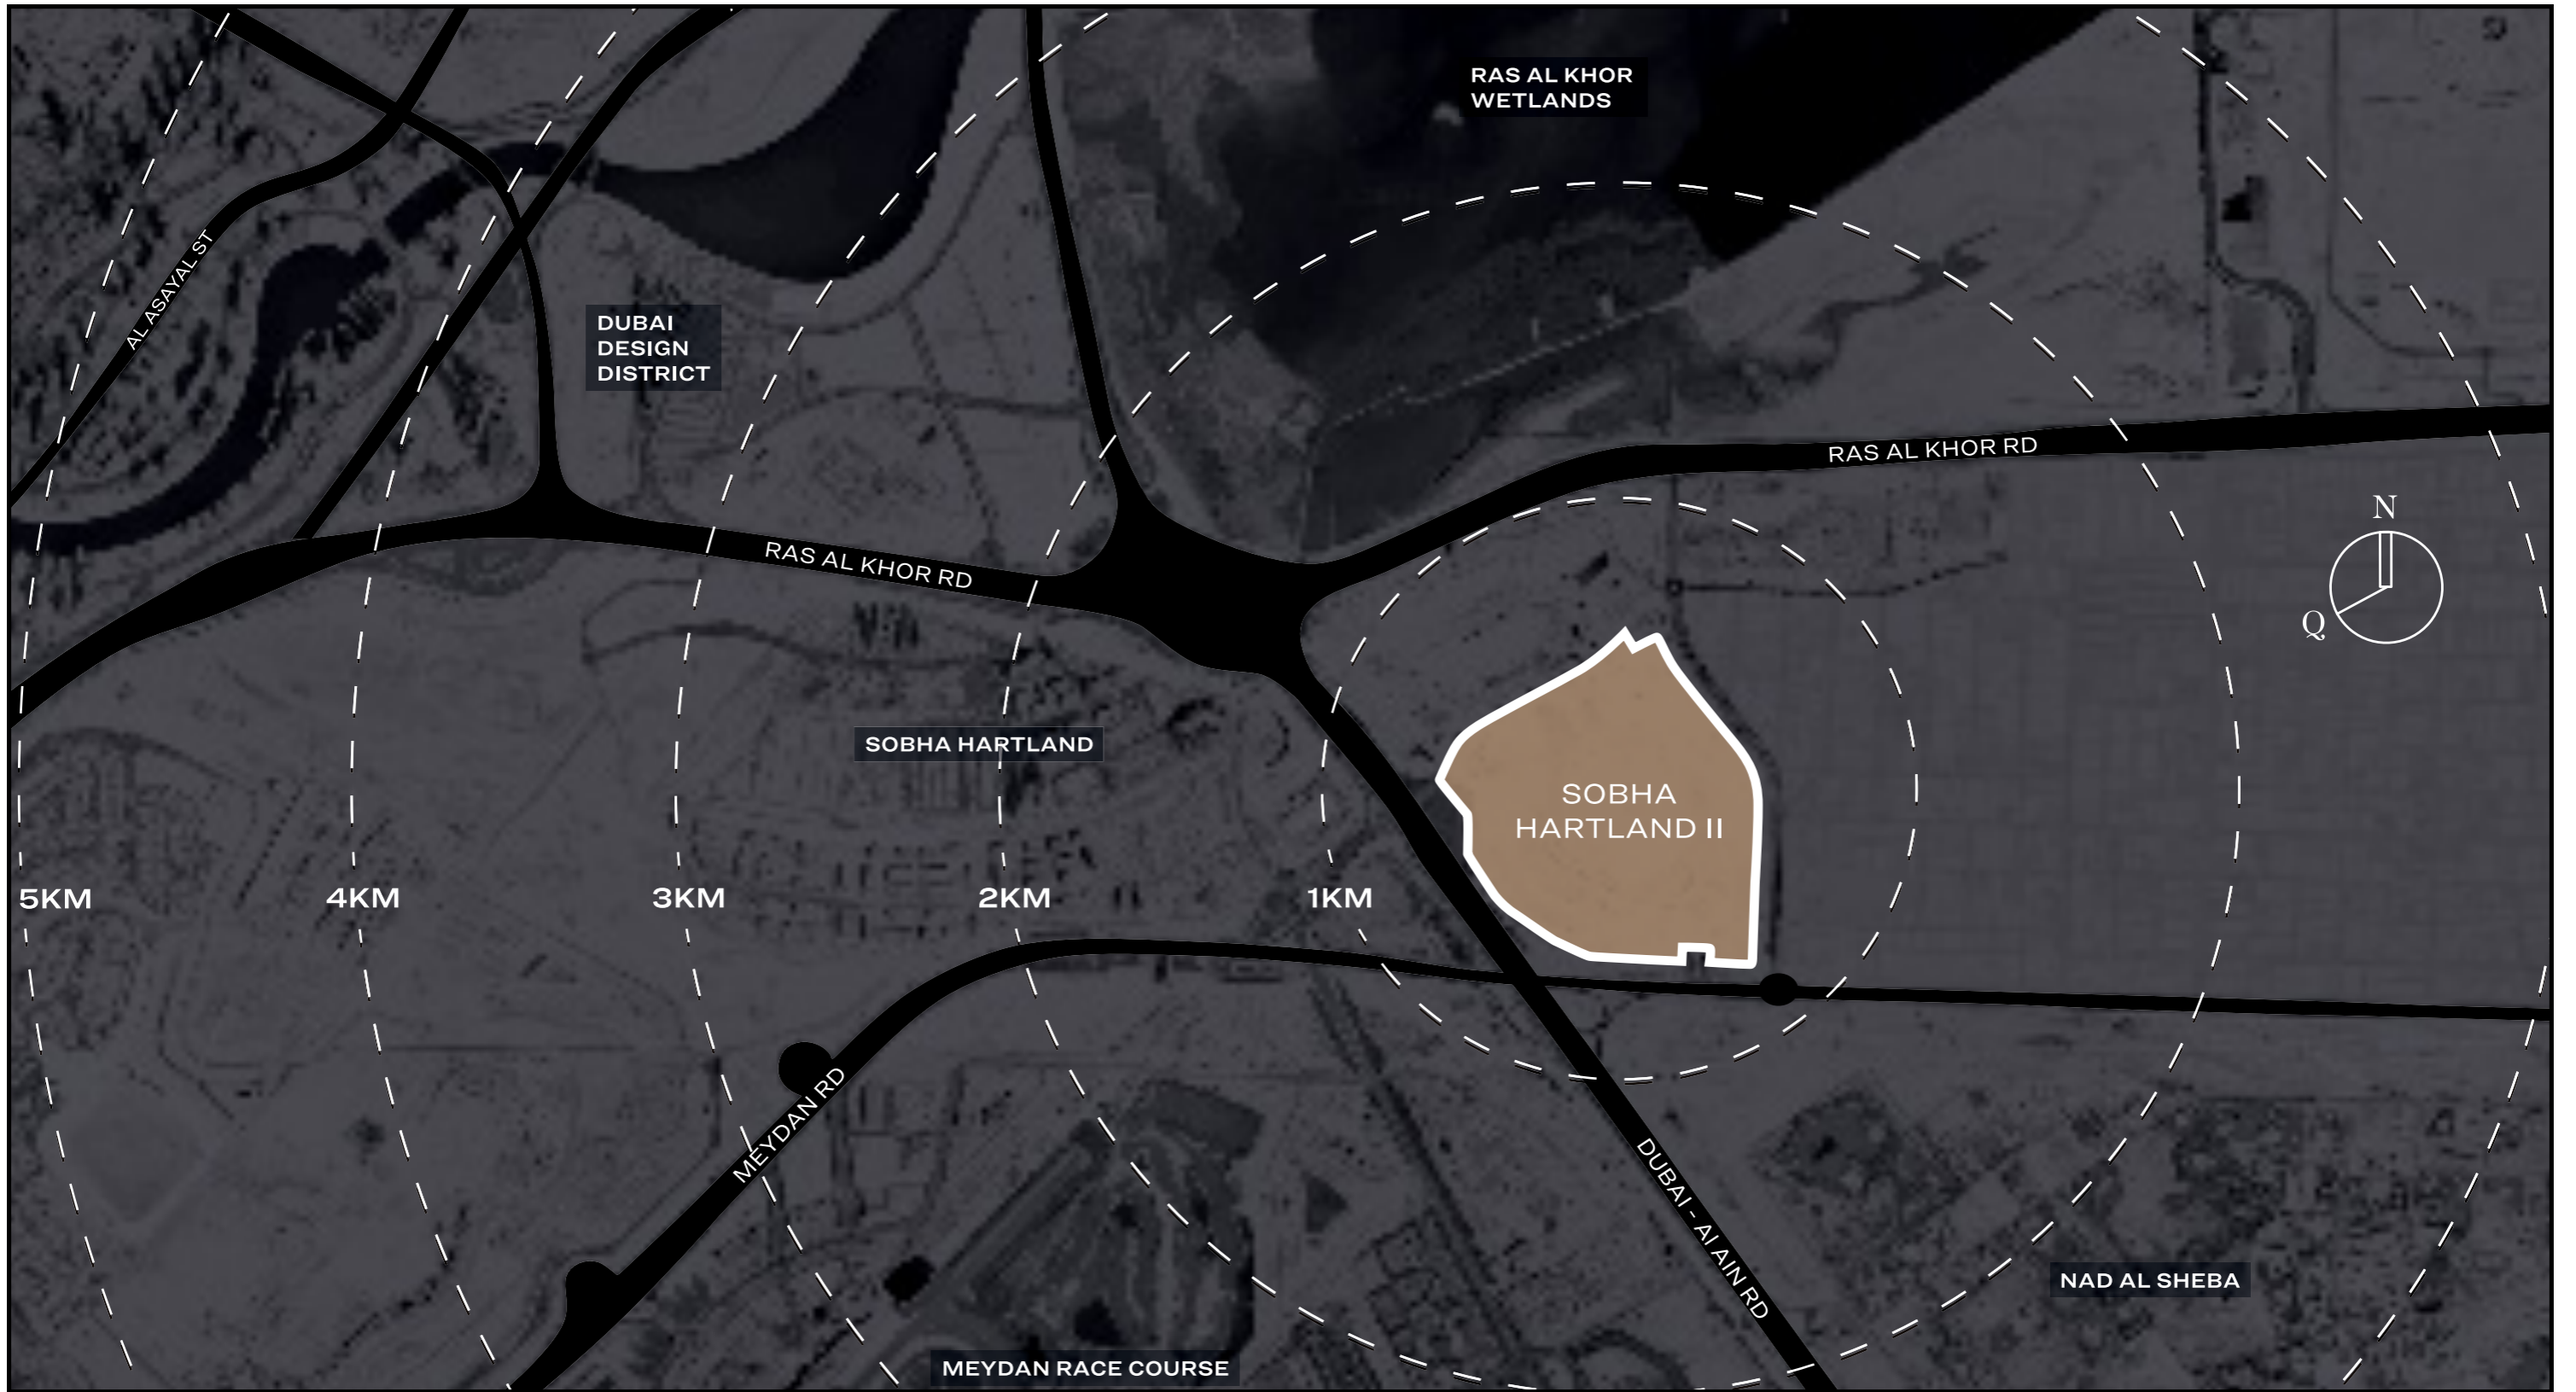 RAS AL KHOR
WETLANDS
AL ASAYAL ST
DUBAI
DESIGN
DISTRICT
RAS AL KHOR RD
N
Q
RAS AL KHOR RD
SOBHA HARTLAND
SOBHA
HARTLAND II
5KM
4KM
3KM
2KM
1KM
MEYDAN RD
DUBAI - Al AIN RD
NAD AL SHEBA
MEYDAN RACE COURSE